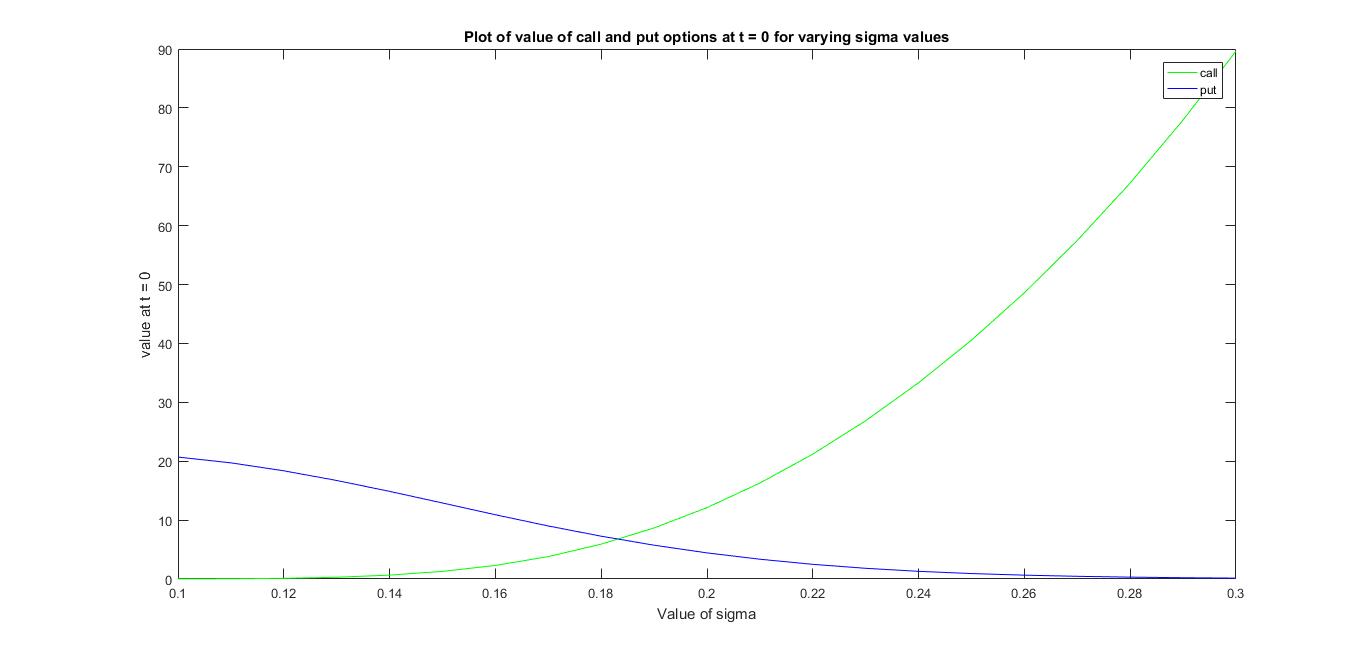 Plot of value of call and put options at t = 0 for varying sigma values
90
80
70
60
50
40
30
20
10
0
value at t = 0
call
put
0.1 0.12 0.14 0.16 0.18 0.2 0.22 0.24 0.26 0.28 0.3
Value of sigma